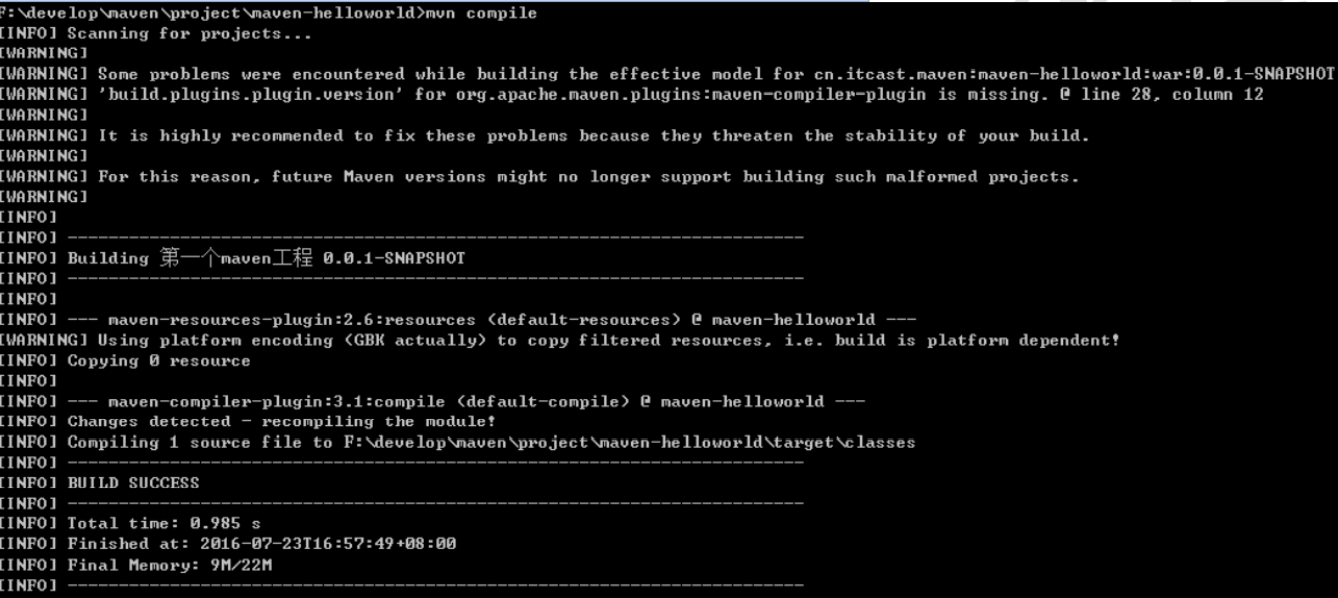 F:\develop\maven\project\maven-helloworld>mvn compile
[INFO] Scanning for projects...
[WARNING]
[WARNING] Some problems were encountered while building the effective model for cn.itcast.maven:maven-helloworld:war:0.0.1-SNAPSHOT
[WARNING] 'build.plugins.plugin.version' for org.apache.maven.plugins:maven-compiler-plugin is missing. @ line 28, column 12
[WARNING]
[WARNING] It is highly recommended to fix these problems because they threaten the stability of your build.
[WARNING]
[WARNING] For this reason, future Maven versions might no longer support building such malformed projects.
[WARNING]
[INFO]
[INFO] ------------------------------------------------------------------------
[INFO] Building 第一个maven工程 0.0.1-SNAPSHOT
[INFO] ------------------------------------------------------------------------
[INFO]
[INFO] --- maven-resources-plugin:2.6:resources (default-resources) @ maven-helloworld ---
[WARNING] Using platform encoding (GBK actually) to copy filtered resources, i.e. build is platform dependent!
[INFO] Copying 0 resource
[INFO]
[INFO] --- maven-compiler-plugin:3.1:compile (default-compile) @ maven-helloworld ---
[INFO] Changes detected - recompiling the module!
[INFO] Compiling 1 source file to F:\develop\maven\project\maven-helloworld\target\classes
[INFO] ------------------------------------------------------------------------
[INFO] BUILD SUCCESS
[INFO] ------------------------------------------------------------------------
[INFO] Total time: 0.985 s
[INFO] Finished at: 2016-07-23T16:57:49+08:00
[INFO] Final Memory: 9M/22M
[INFO] ------------------------------------------------------------------------